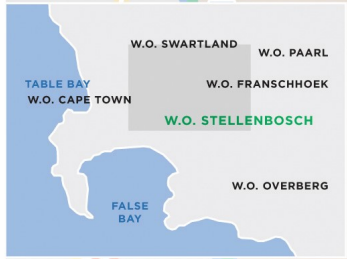 W.O. SWARTLAND
W.O. PAARL
TABLE BAY
W.O. FRANSCHHOEK
W.O. CAPE TOWN
W.O. STELLENBOSCH
W.O. OVERBERG
FALSE
BAY